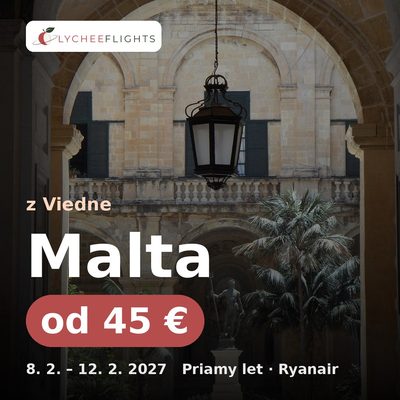 LYCHEEFLIGHTS
z Viedne
Malta
od 45 €
8. 2. – 12. 2. 2027 Priamy let · Ryanair